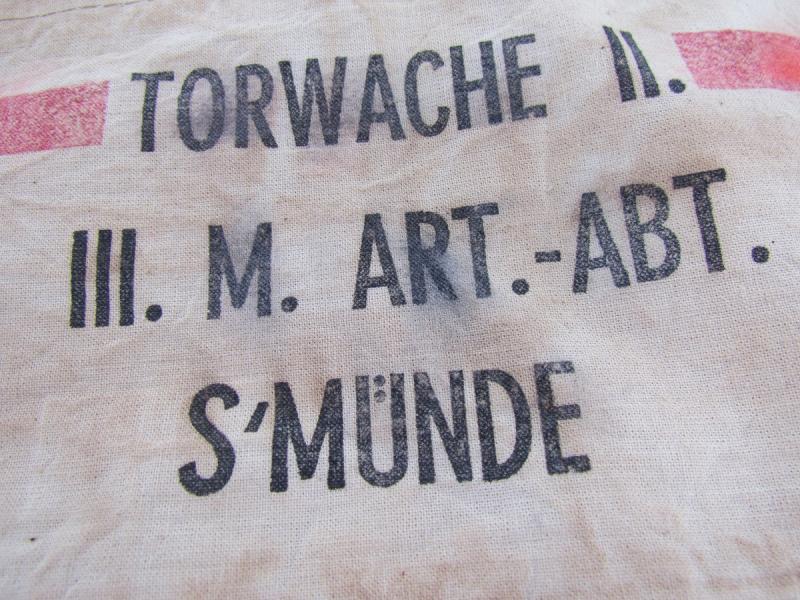 TORWACHE II.
III. M. ART.-ABT.
S'MÜNDE